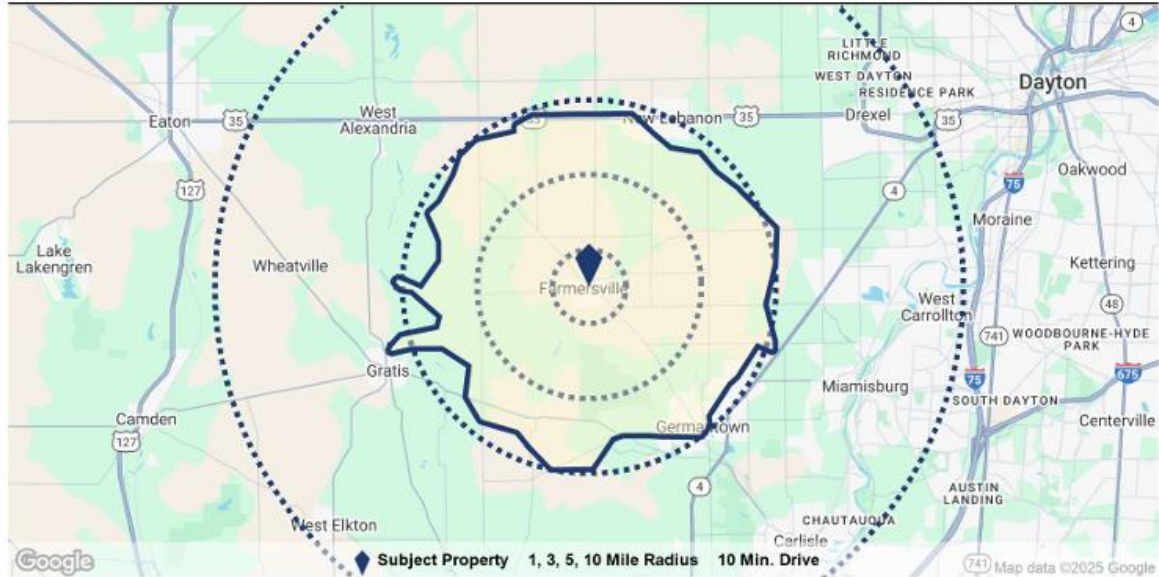 4
LITTLE
RICHMOND
WEST DAYTON
RESIDENCE PARK
Dayton
Eaton
35
West
Alexandria
35
New Lebanon
35
Drexel
35
127
4
75
Oakwood
Moraine
Lake
Lakengren
Wheatville
Farmersville
Kettering
West
Carrollton
48
741
WOODBOURNE-HYDE
PARK
Gratis
Miamisburg
75
675
SOUTH DAYTON
Camden
127
Germantown
Centerville
4
AUSTIN
LANDING
West Elkton
CHAUTAUQUA
Carlisle
Google
Subject Property 1, 3, 5, 10 Mile Radius 10 Min. Drive
741
Map data ©2025 Google